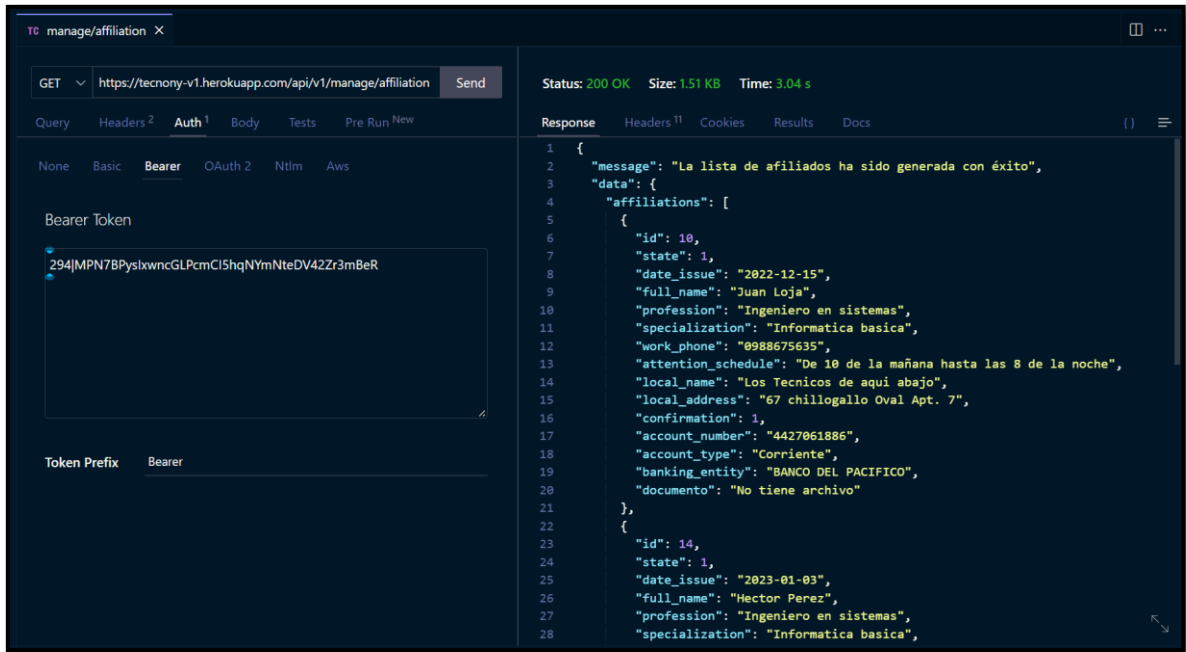 TC manage/affiliation ×
GET https://tecnony-v1.herokuapp.com/api/v1/manage/affiliation Send
Query Headers 2 Auth 1 Body Tests Pre Run New
None Basic Bearer OAuth 2 Ntlm Aws
Bearer Token
294|MPN7BPysIxwncGLPcmCI5hqNYmNteDV42Zr3mBeR
Token Prefix Bearer
Status: 200 OK Size: 1.51 KB Time: 3.04 s
Response Headers 11 Cookies Results Docs { }
1 {
2 "message": "La lista de afiliados ha sido generada con éxito",
3 "data": {
4 "affiliations": [
5 {
6 "id": 10,
7 "state": 1,
8 "date_issue": "2022-12-15",
9 "full_name": "Juan Loja",
10 "profession": "Ingeniero en sistemas",
11 "specialization": "Informatica basica",
12 "work_phone": "0988675635",
13 "attention_schedule": "De 10 de la mañana hasta las 8 de la noche",
14 "local_name": "Los Tecnicos de aqui abajo",
15 "local_address": "67 chillogallo Oval Apt. 7",
16 "confirmation": 1,
17 "account_number": "4427061886",
18 "account_type": "Corriente",
19 "banking_entity": "BANCO DEL PACIFICO",
20 "documento": "No tiene archivo"
21 },
22 {
23 "id": 14,
24 "state": 1,
25 "date_issue": "2023-01-03",
26 "full_name": "Hector Perez",
27 "profession": "Ingeniero en sistemas",
28 "specialization": "Informatica basica",